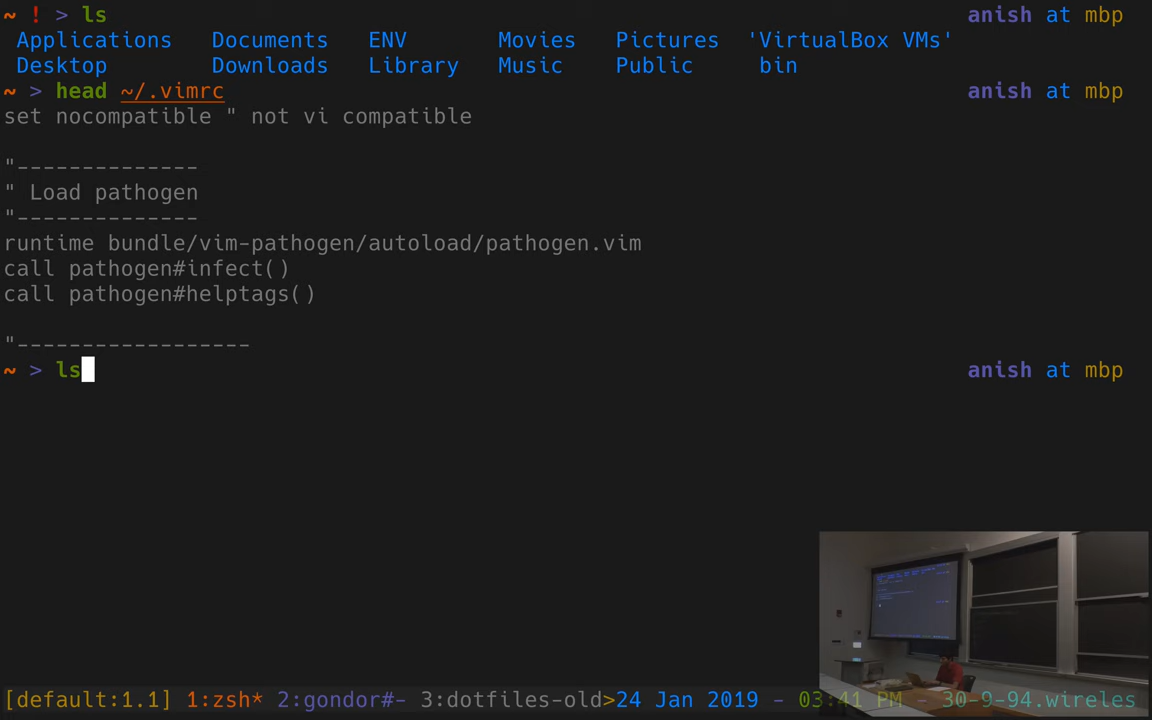 ~ ! > ls anish at mbp
Applications Documents ENV Movies Pictures 'VirtualBox VMs'
Desktop Downloads Library Music Public bin
~ > head ~/.vimrc anish at mbp
set nocompatible " not vi compatible
"--------------
" Load pathogen
"--------------
runtime bundle/vim-pathogen/autoload/pathogen.vim
call pathogen#infect()
call pathogen#helptags()
"------------------
~ > ls anish at mbp
[default:1.1] 1:zsh* 2:gondor#- 3:dotfiles-old>24 Jan 2019 - 03:41 PM - 30-9-94.wireles